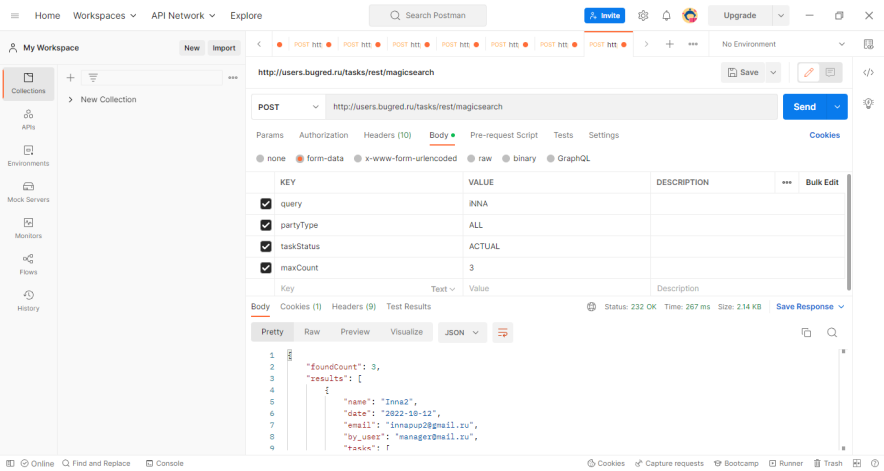 Home Workspaces API Network Explore Search Postman Invite Upgrade
My Workspace New Import POST htt POST htt POST htt POST htt POST htt POST htt POST htt No Environment
http://users.bugred.ru/tasks/rest/magicsearch Save
Collections New Collection
POST http://users.bugred.ru/tasks/rest/magicsearch Send
APIs
Params Authorization Headers (10) Body Pre-request Script Tests Settings Cookies
Environments
none form-data x-www-form-urlencoded raw binary GraphQL
KEY VALUE DESCRIPTION Bulk Edit
Mock Servers
query iNNA
partyType ALL
Monitors
taskStatus ACTUAL
maxCount 3
Flows
Key Text Value Description
History
Body Cookies (1) Headers (9) Test Results Status: 232 OK Time: 267 ms Size: 2.14 KB Save Response
Pretty Raw Preview Visualize JSON
1 {
2 "foundCount": 3,
3 "results": [
4 {
5 "name": "Inna2",
6 "date": "2022-10-12",
7 "email": "innapup2@gmail.ru",
8 "by_user": "manager@mail.ru",
9 "tasks": [
Online Find and Replace Console Cookies Capture requests Bootcamp Runner Trash